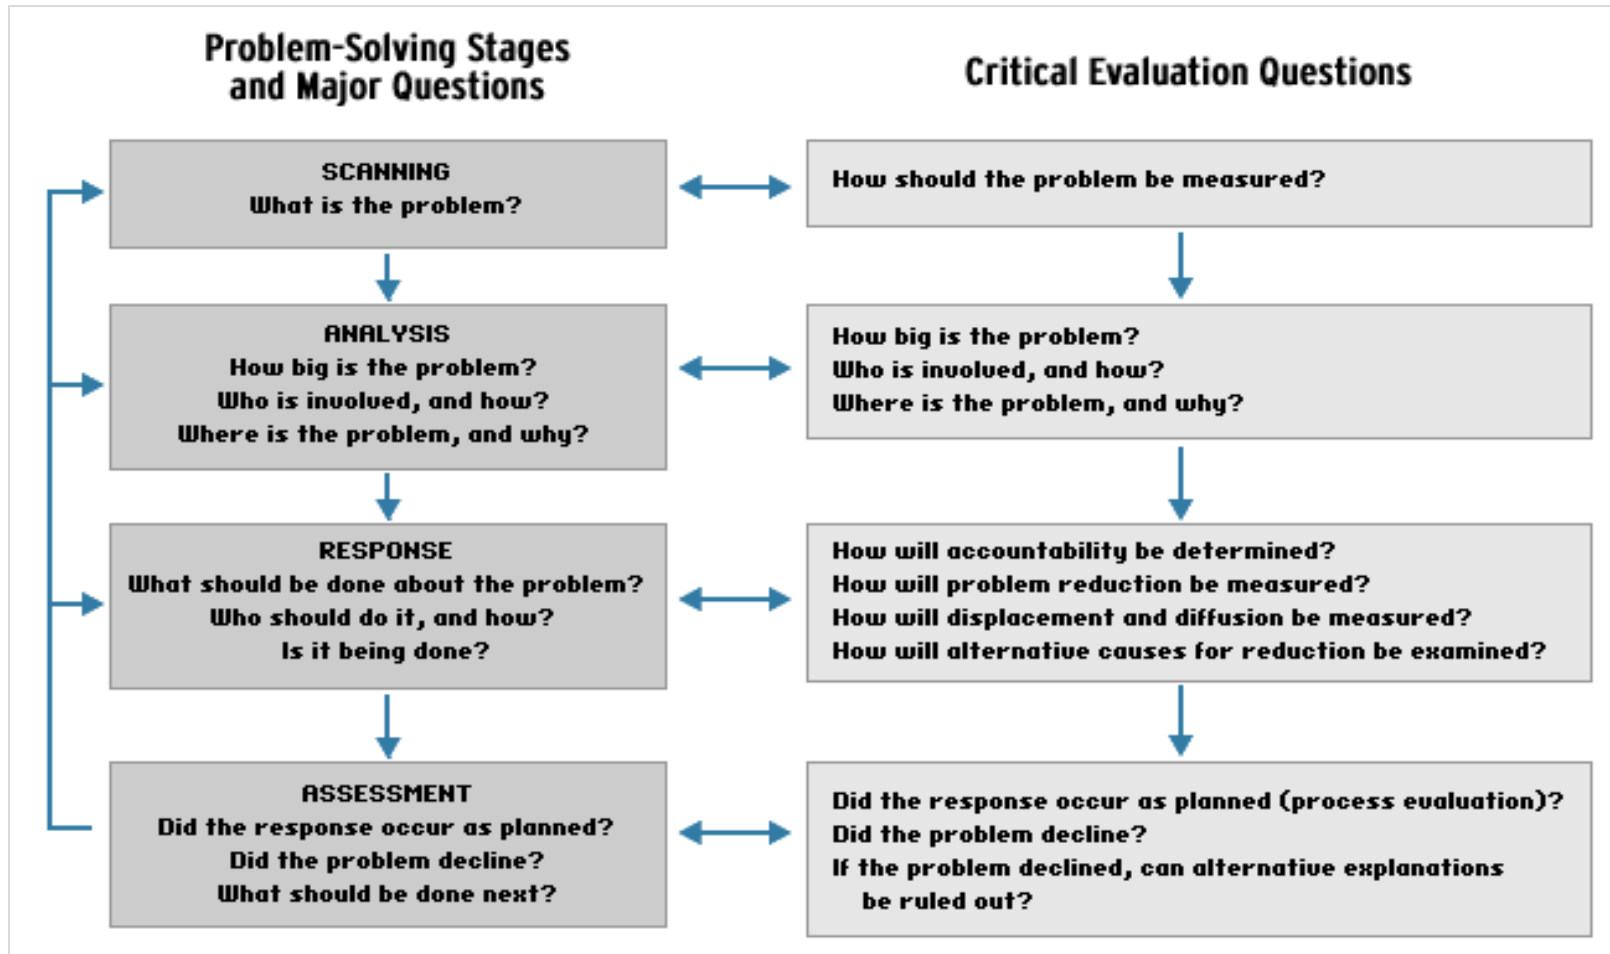 Problem-Solving Stages
and Major Questions
Critical Evaluation Questions
SCANNING
What is the problem?
How should the problem be measured?
ANALYSIS
How big is the problem?
Who is involved, and how?
Where is the problem, and why?
How big is the problem?
Who is involved, and how?
Where is the problem, and why?
RESPONSE
What should be done about the problem?
Who should do it, and how?
Is it being done?
How will accountability be determined?
How will problem reduction be measured?
How will displacement and diffusion be measured?
How will alternative causes for reduction be examined?
ASSESSMENT
Did the response occur as planned?
Did the problem decline?
What should be done next?
Did the response occur as planned (process evaluation)?
Did the problem decline?
If the problem declined, can alternative explanations
be ruled out?